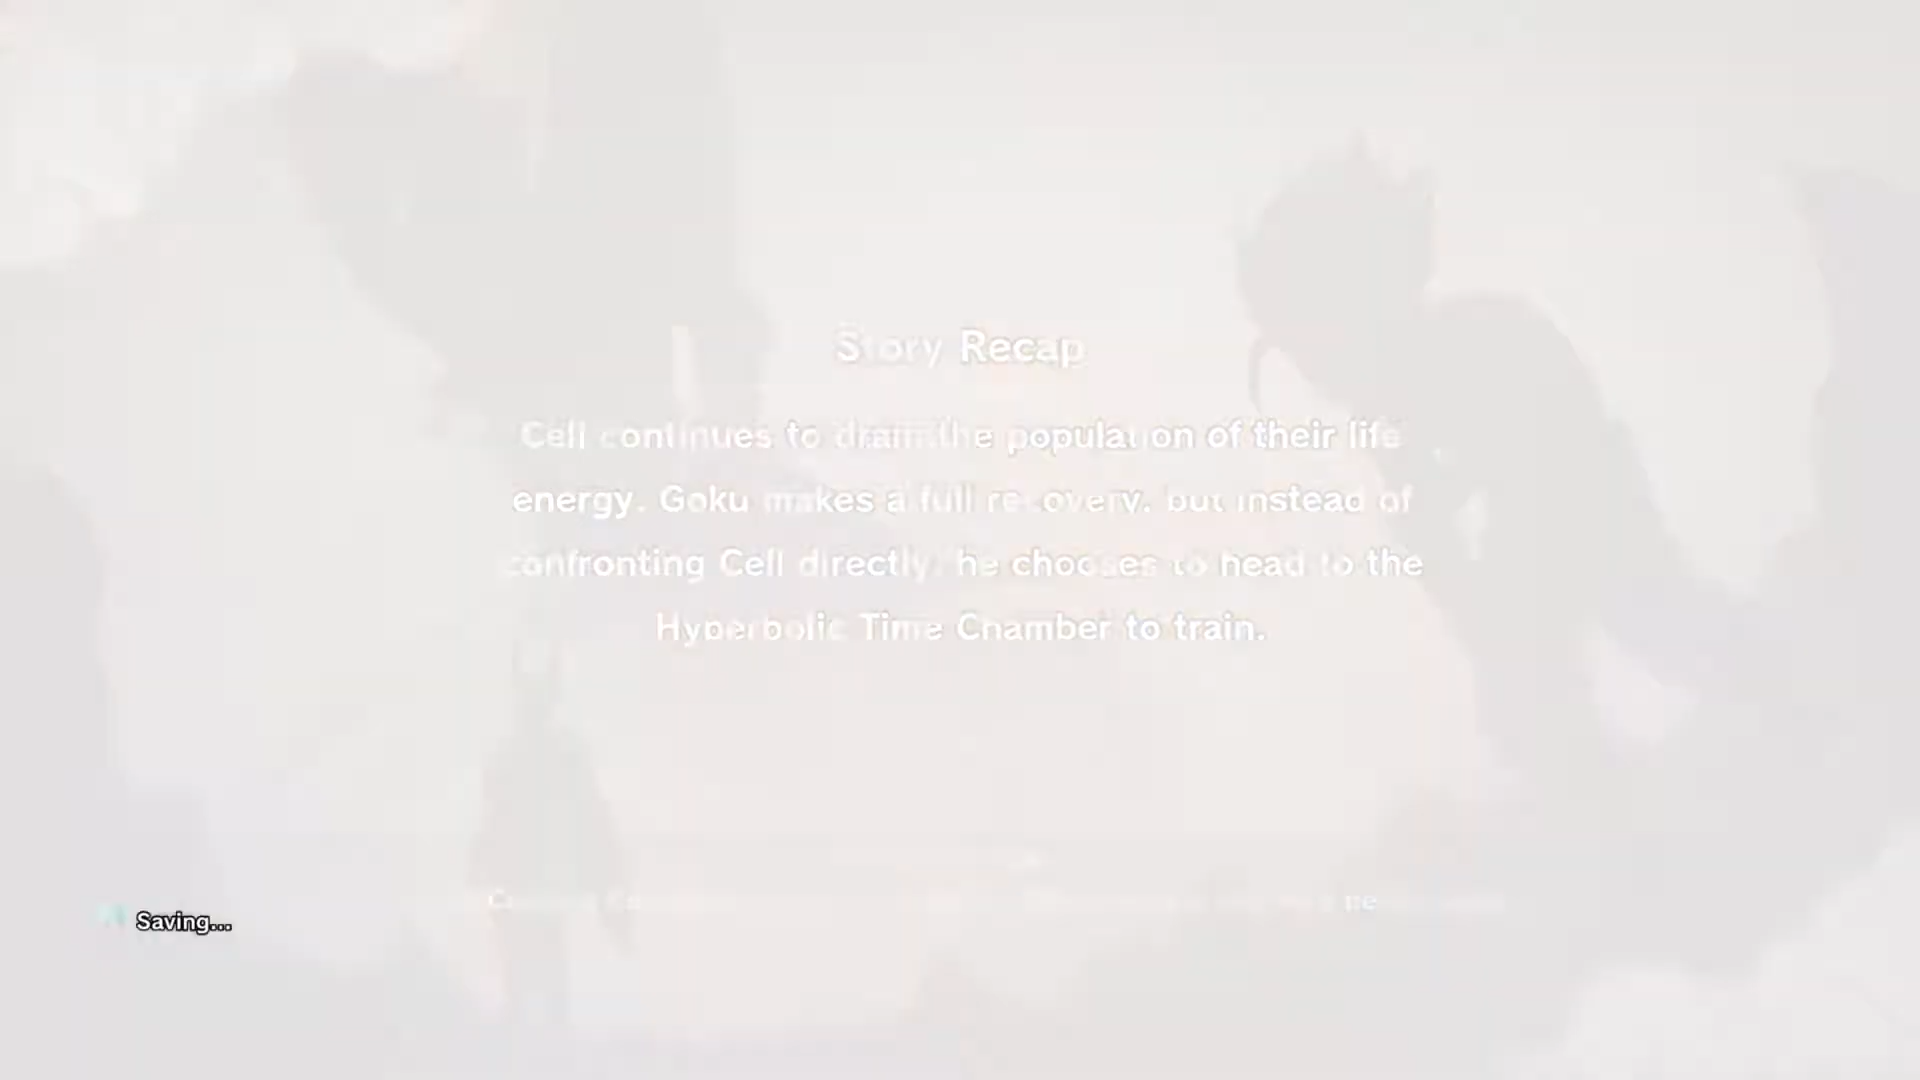 Story Recap
Cell continues to drain the population of their life
energy. Goku makes a full recovery, but instead of
confronting Cell directly, he chooses to head to the
Hyperbolic Time Chamber to train.
Saving...